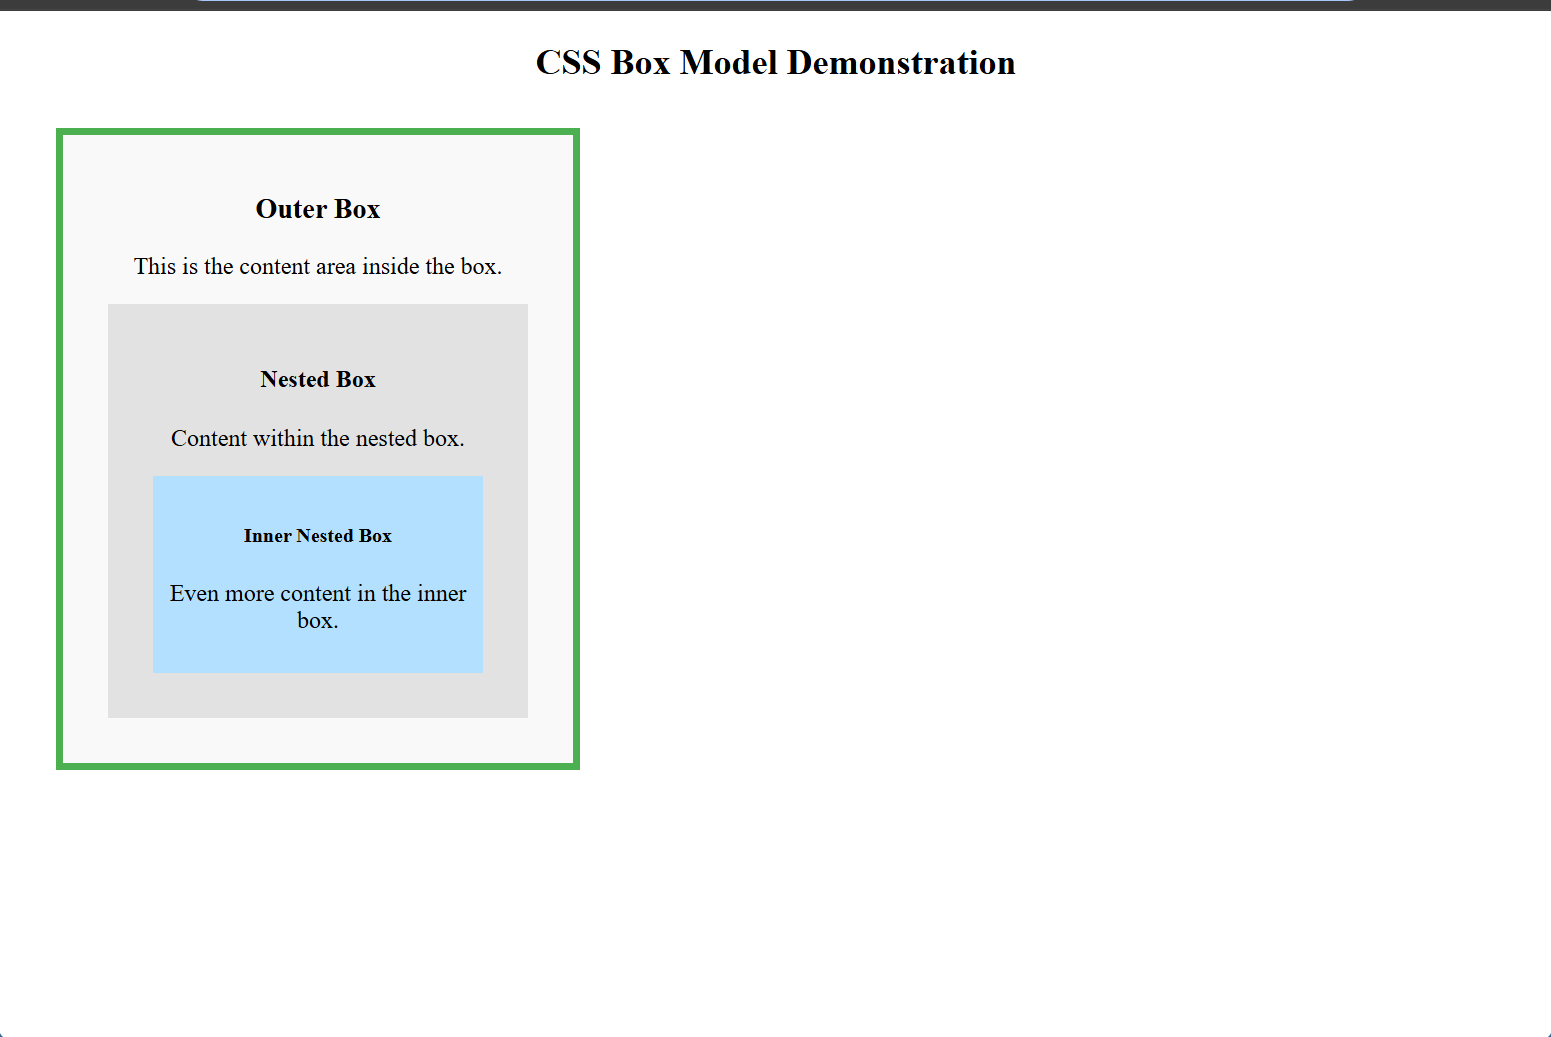 CSS Box Model Demonstration
Outer Box
This is the content area inside the box.
Nested Box
Content within the nested box.
Inner Nested Box
Even more content in the inner
box.